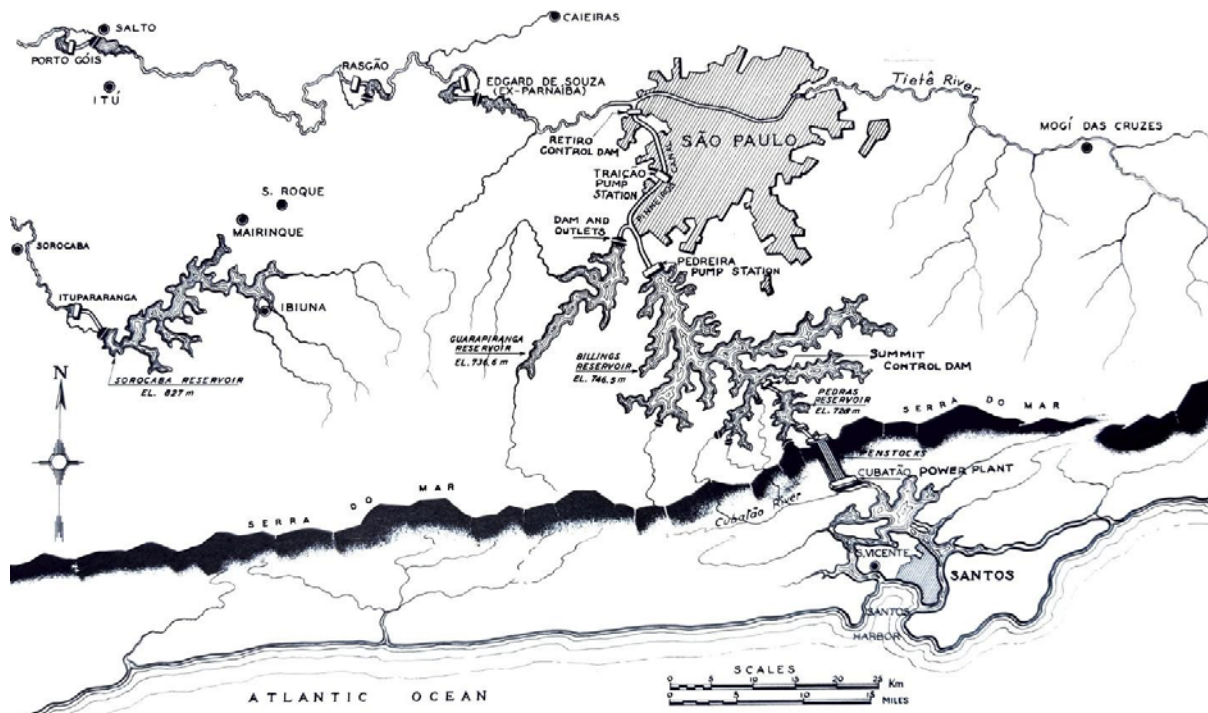 CAIEIRAS
SALTO
PORTO GÓIS
ITÚ
RASGÃO
EDGARD DE SOUZA
(EX-PARNAÍBA)
Tietê River
MOGÍ DAS CRUZES
RETIRO
CONTROL DAM
SÃO PAULO
TRAIÇÃO
PUMP
STATION
PINHEIROS CANAL
S. ROQUE
MAIRINQUE
SOROCABA
DAM AND
OUTLETS
PEDREIRA
PUMP STATION
ITUPARARANGA
IBIUNA
GUARAPIRANGA
RESERVOIR
EL. 736,6 m
BILLINGS
RESERVOIR
EL. 746,5 m
SUMMIT
CONTROL DAM
SOROCABA RESERVOIR
EL. 827 m
PEDRAS
RESERVOIR
EL. 728 m
N
SERRA DO MAR
PENSTOCKS
CUBATÃO POWER PLANT
SERRA DO MAR
Cubatão River
S. VICENTE
SANTOS
SANTOS
HARBOR
ATLANTIC OCEAN
SCALES
0 5 10 15 20 25 Km
0 5 10 15 MILES